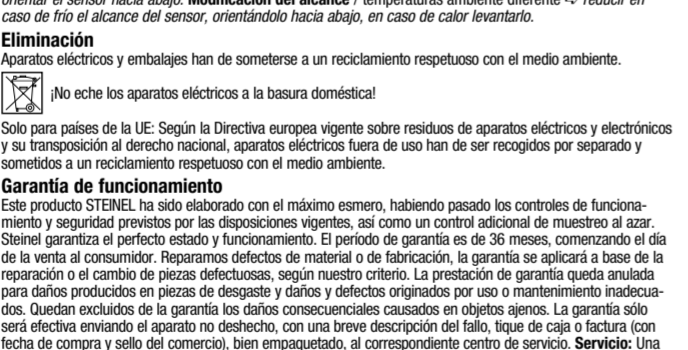 orientar el sensor hacia abajo. Modificación del alcance / temperaturas ambiente diferente ➪ reducir en
caso de frío el alcance del sensor, orientándolo hacia abajo, en caso de calor levantarlo.
Eliminación
Aparatos eléctricos y embalajes han de someterse a un reciclamiento respetuoso con el medio ambiente.
¡No eche los aparatos eléctricos a la basura doméstica!
Solo para países de la UE: Según la Directiva europea vigente sobre residuos de aparatos eléctricos y electrónicos
y su transposición al derecho nacional, aparatos eléctricos fuera de uso han de ser recogidos por separado y
sometidos a un reciclamiento respetuoso con el medio ambiente.
Garantía de funcionamiento
Este producto STEINEL ha sido elaborado con el máximo esmero, habiendo pasado los controles de funciona-
miento y seguridad previstos por las disposiciones vigentes, así como un control adicional de muestreo al azar.
Steinel garantiza el perfecto estado y funcionamiento. El período de garantía es de 36 meses, comenzando el día
de la venta al consumidor. Reparamos defectos de material o de fabricación, la garantía se aplicará a base de la
reparación o el cambio de piezas defectuosas, según nuestro criterio. La prestación de garantía queda anulada
para daños producidos en piezas de desgaste y daños y defectos originados por uso o mantenimiento inadecua-
dos. Quedan excluidos de la garantía los daños consecuenciales causados en objetos ajenos. La garantía sólo
será efectiva enviando el aparato no deshecho, con una breve descripción del fallo, tique de caja o factura (con
fecha de compra y sello del comercio), bien empaquetado, al correspondiente centro de servicio. Servicio: Una